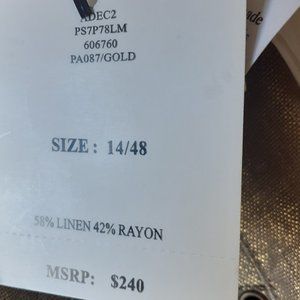 ADEC2
PS7P78LM
606760
PA087/GOLD
SIZE : 14/48
58% LINEN 42% RAYON
MSRP: $240